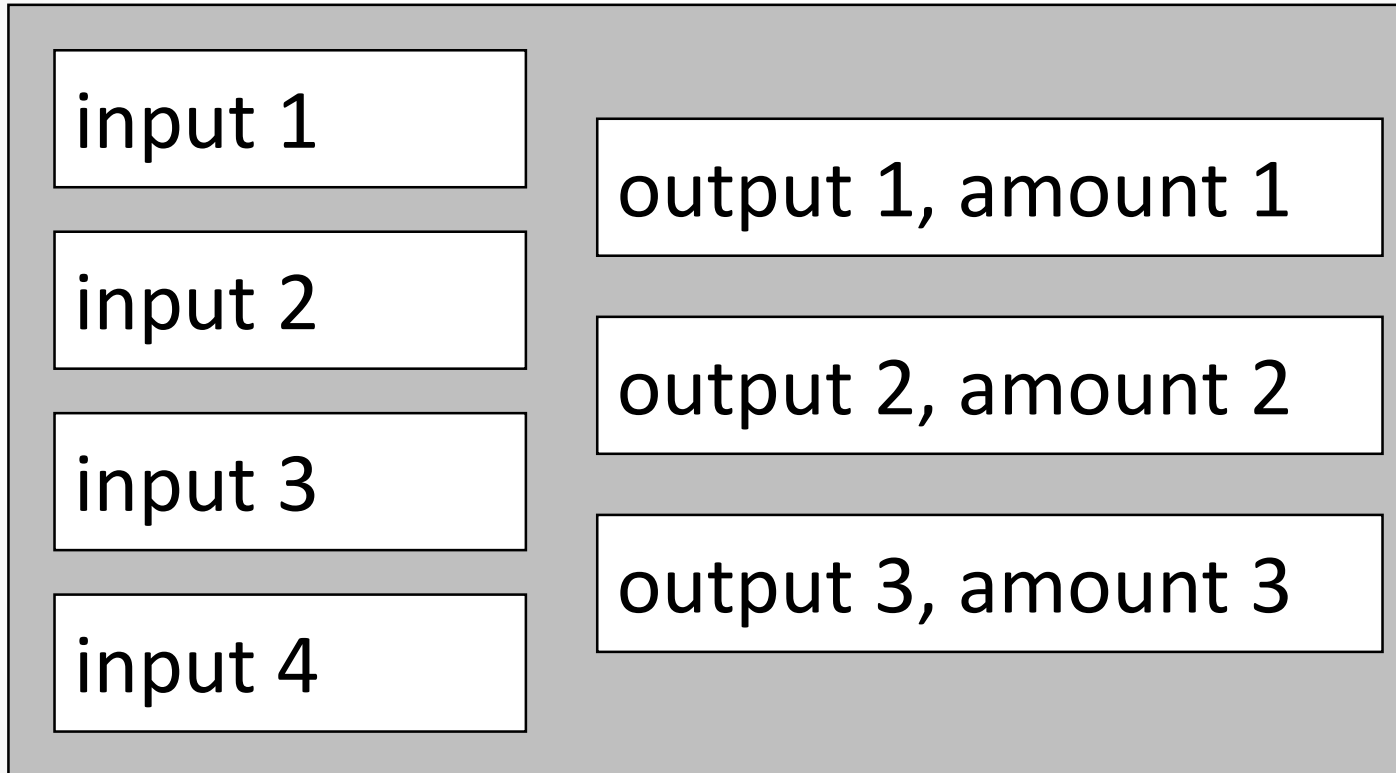 input 1
input 2
input 3
input 4
output 1, amount 1
output 2, amount 2
output 3, amount 3